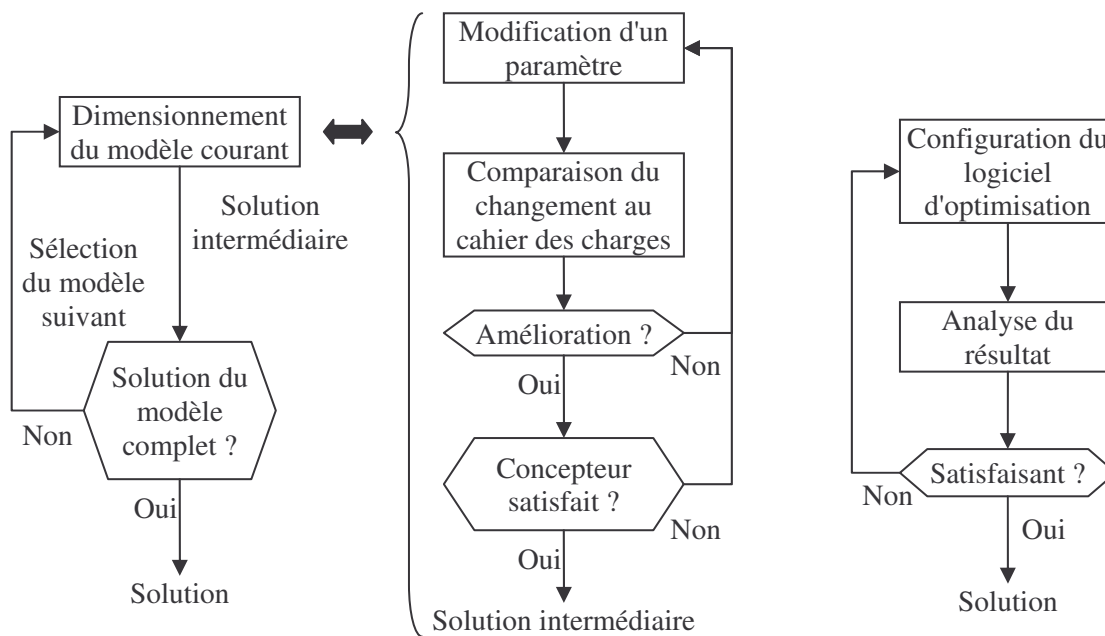 Dimensionnement
du modèle courant
Solution
intermédiaire
Sélection
du modèle
suivant
Solution du
modèle
complet ?
Non
Oui
Solution
Modification d'un
paramètre
Comparaison du
changement au
cahier des charges
Amélioration ?
Non
Oui
Concepteur
satisfait ?
Non
Oui
Solution intermédiaire
Configuration du
logiciel
d'optimisation
Analyse du
résultat
Satisfaisant ?
Non
Oui
Solution